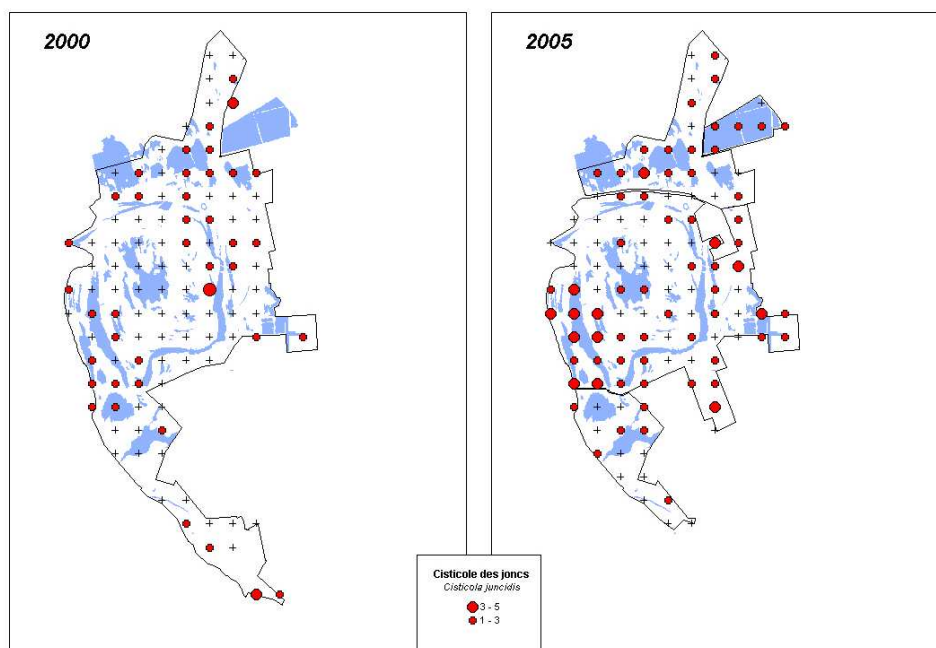 2000
2005
Cisticole des joncs
Cisticola juncidis
3 - 5
1 - 3